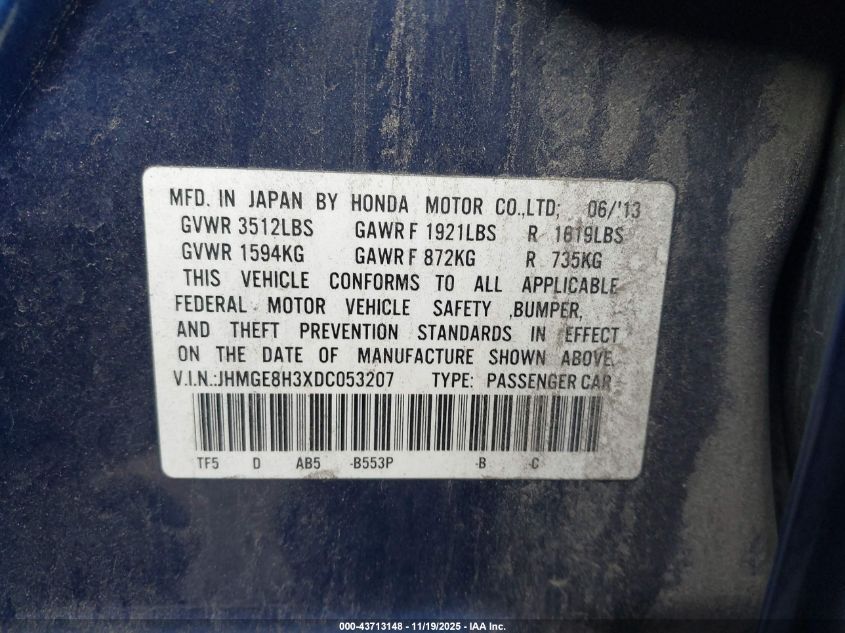 MFD. IN JAPAN BY HONDA MOTOR CO.,LTD; 06/'13
GVWR 3512LBS GAWR F 1921LBS R 1619LBS
GVWR 1594KG GAWR F 872KG R 735KG
THIS VEHICLE CONFORMS TO ALL APPLICABLE
FEDERAL MOTOR VEHICLE SAFETY ,BUMPER,
AND THEFT PREVENTION STANDARDS IN EFFECT
ON THE DATE OF MANUFACTURE SHOWN ABOVE.
V.I.N.:JHMGE8H3XDC053207 TYPE: PASSENGER CAR
TF5 D AB5 -B553P -B -C
000-43713148 - 11/19/2025 - IAA Inc.